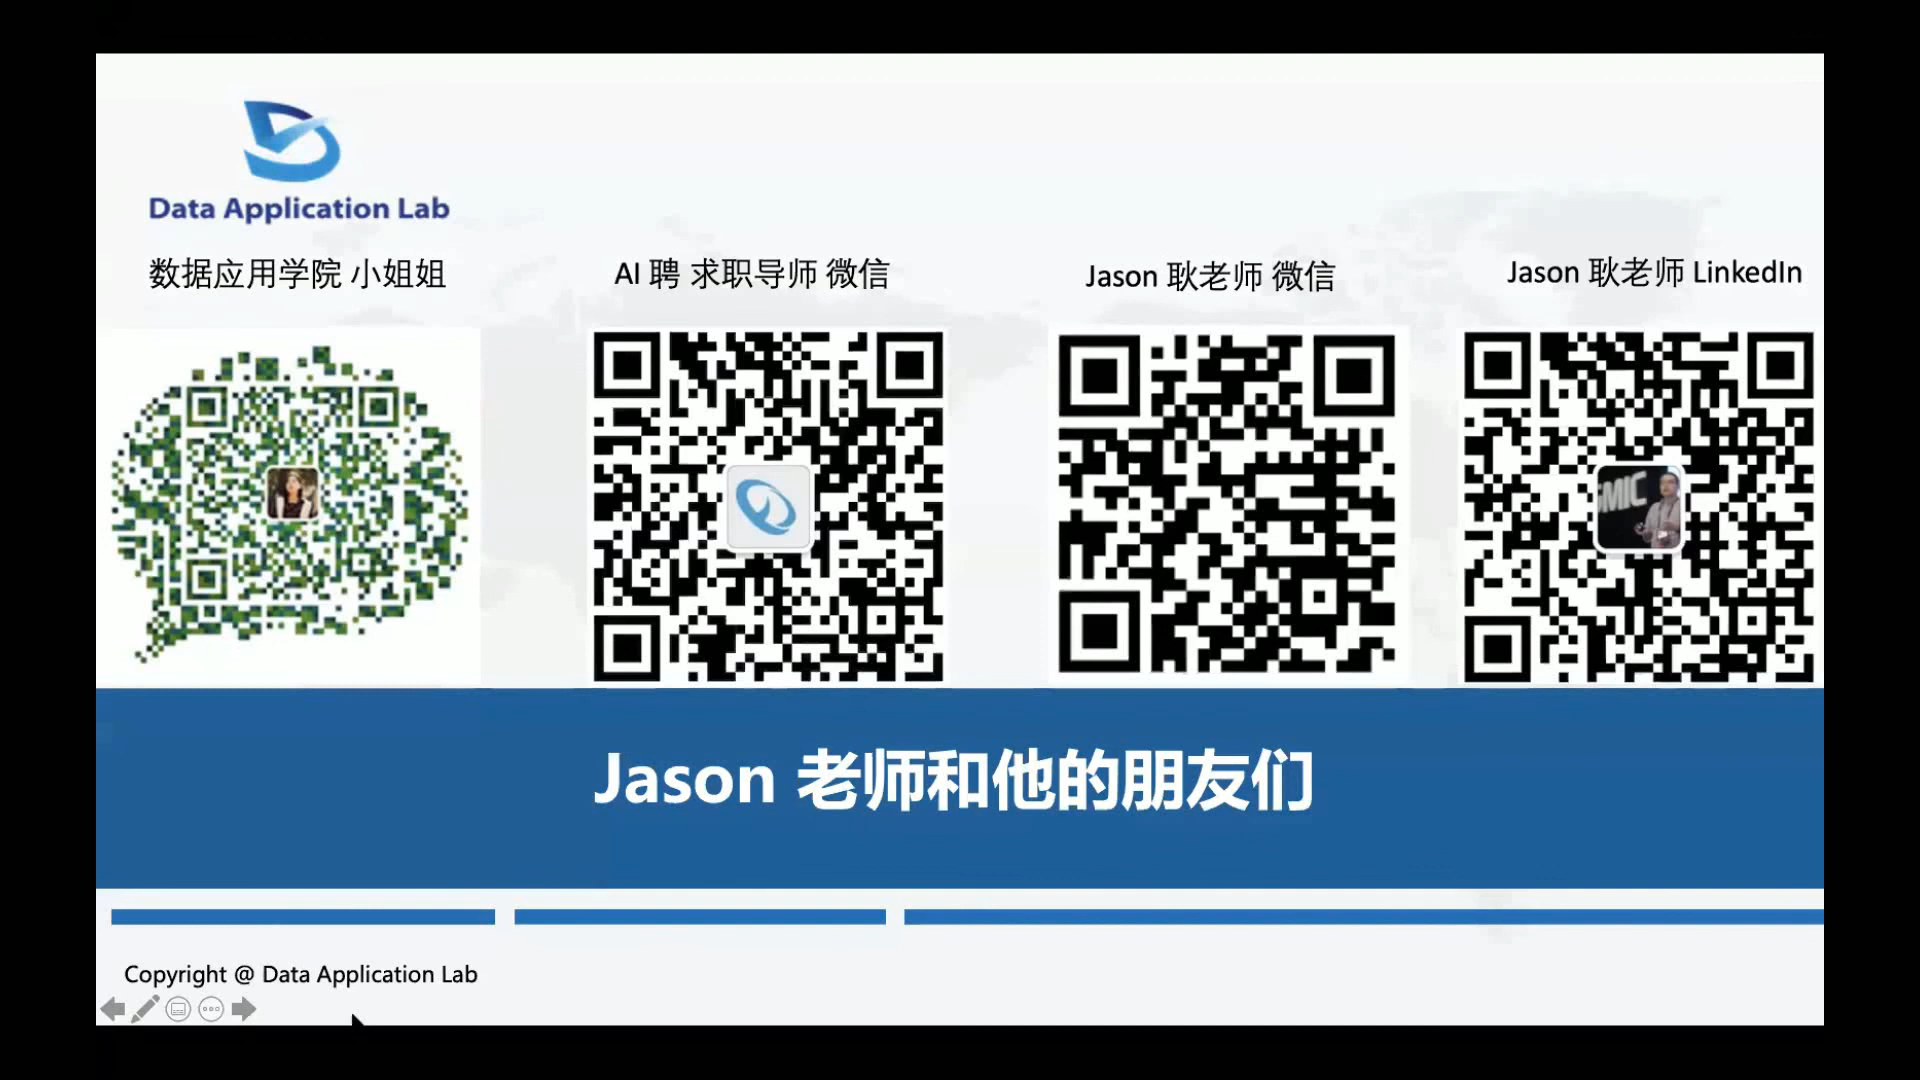 Data Application Lab
数据应用学院 小姐姐
AI 聘 求职导师 微信
Jason 耿老师 微信
Jason 耿老师 LinkedIn
GMIC
Jason 老师和他的朋友们
Copyright @ Data Application Lab